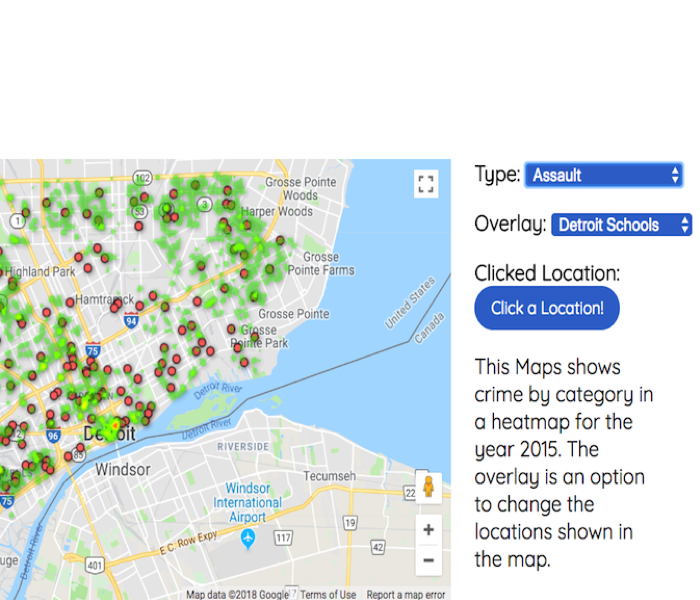 Type: Assault
Overlay: Detroit Schools
Clicked Location:
Click a Location!
This Maps shows
crime by category in
a heatmap for the
year 2015. The
overlay is an option
to change the
locations shown in
the map.
102
Grosse Pointe
Woods
53
3
Harper Woods
1
Grosse
Pointe Farms
Highland Park
Hamtramck
United States
Canada
94
Grosse Pointe
Grosse
Pointe Park
75
Detroit River
Detroit River
96
Detroit
85
RIVERSIDE
Windsor
Tecumseh
Windsor
International
Airport
22
75
19
E C Row Expy
117
42
Detroit River
401
+
−
Map data ©2018 Google
Terms of Use
Report a map error